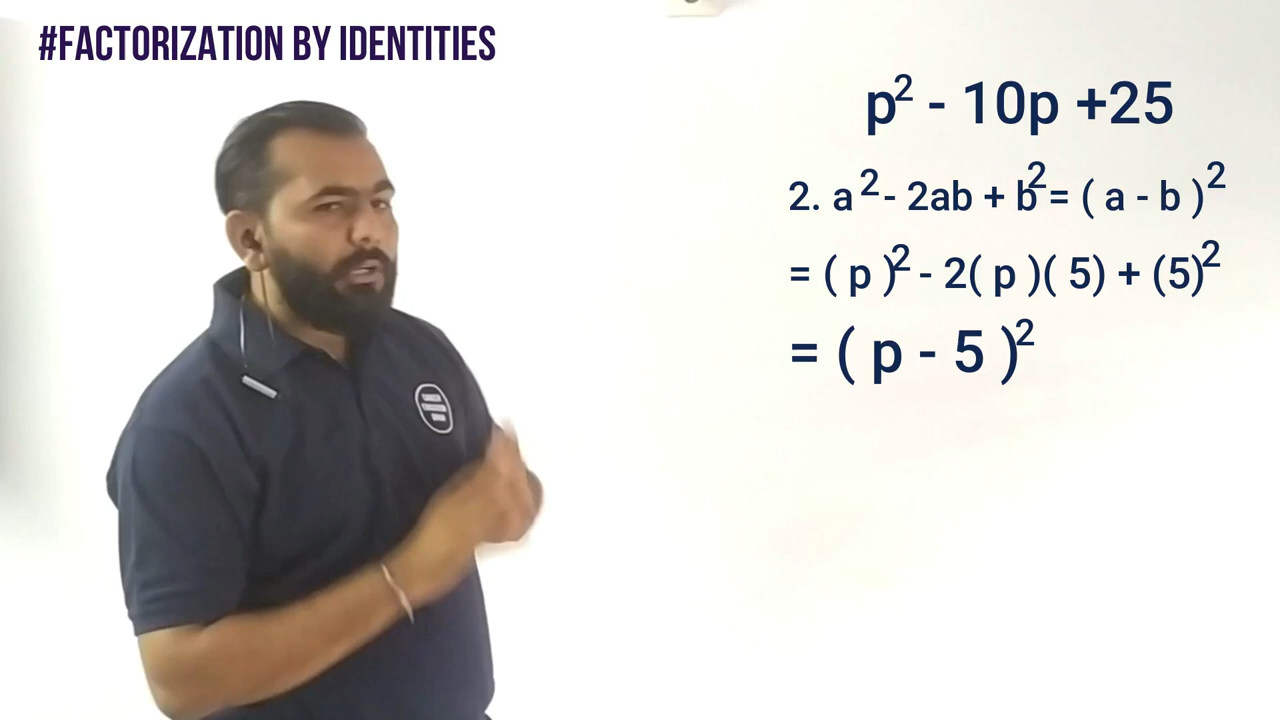 #FACTORIZATION BY IDENTITIES
p² - 10p +25
2. a² - 2ab + b² = ( a - b )²
= ( p )² - 2( p )( 5) + (5)²
= ( p - 5 )²